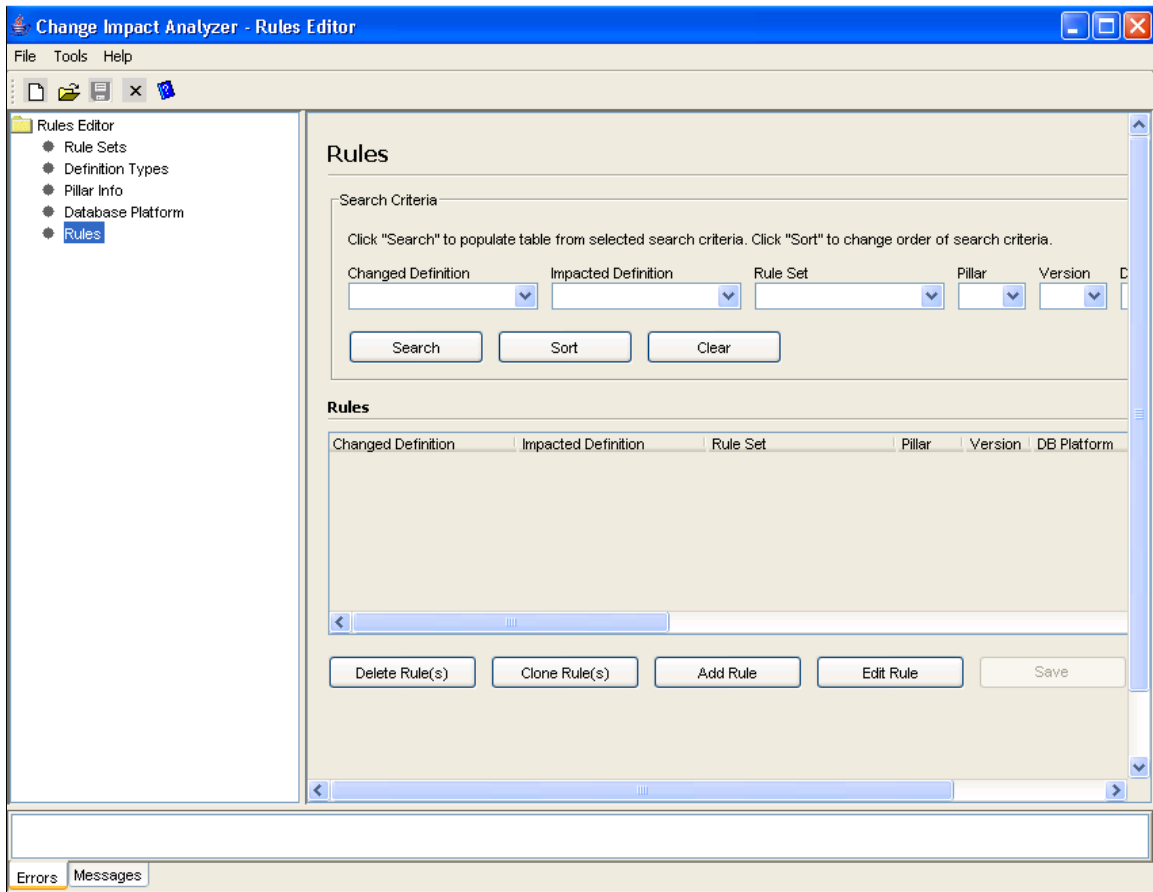 Change Impact Analyzer - Rules Editor
File Tools Help
Rules Editor
Rule Sets
Definition Types
Pillar Info
Database Platform
Rules
Rules
Search Criteria
Click "Search" to populate table from selected search criteria. Click "Sort" to change order of search criteria.
Changed Definition Impacted Definition Rule Set Pillar Version D
Search Sort Clear
Rules
Changed Definition Impacted Definition Rule Set Pillar Version DB Platform
Delete Rule(s) Clone Rule(s) Add Rule Edit Rule Save
Errors Messages